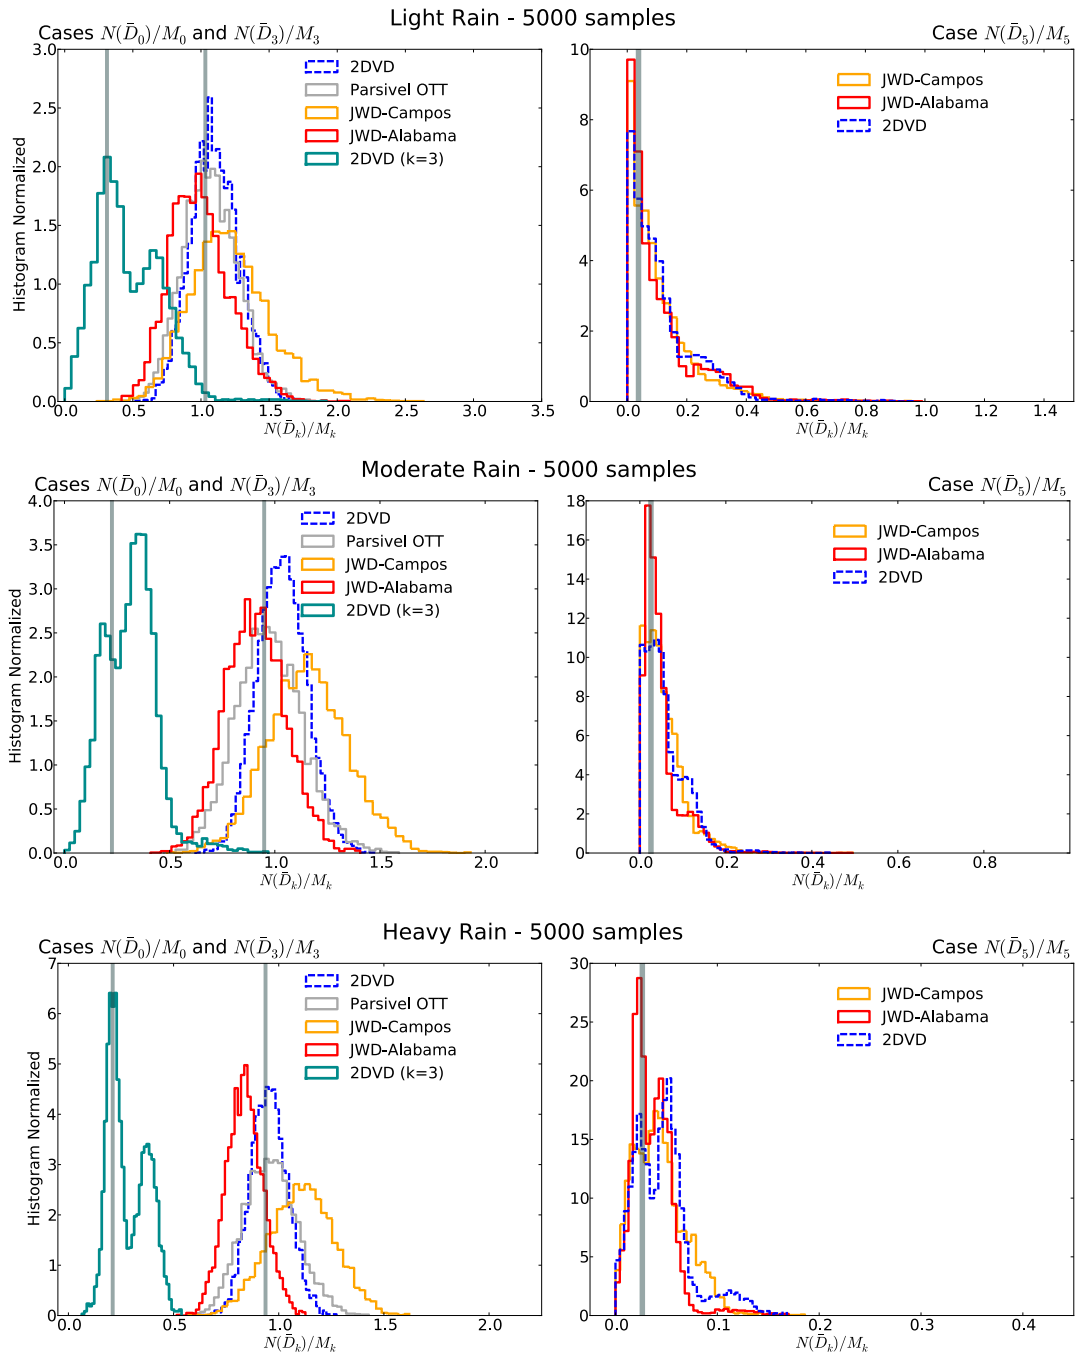 Light Rain - 5000 samples
Cases N(D̄₀)/M₀ and N(D̄₃)/M₃
Case N(D̄₅)/M₅
3.0
2.5
2.0
1.5
1.0
0.5
0.0
Histogram Normalized
2DVD
Parsivel OTT
JWD-Campos
JWD-Alabama
2DVD (k=3)
0.0 0.5 1.0 1.5 2.0 2.5 3.0 3.5
N(D̄ₖ)/Mₖ
10
8
6
4
2
0
JWD-Campos
JWD-Alabama
2DVD
0.0 0.2 0.4 0.6 0.8 1.0 1.2 1.4
N(D̄ₖ)/Mₖ
Moderate Rain - 5000 samples
Cases N(D̄₀)/M₀ and N(D̄₃)/M₃
Case N(D̄₅)/M₅
4.0
3.5
3.0
2.5
2.0
1.5
1.0
0.5
0.0
Histogram Normalized
2DVD
Parsivel OTT
JWD-Campos
JWD-Alabama
2DVD (k=3)
0.0 0.5 1.0 1.5 2.0
N(D̄ₖ)/Mₖ
18
16
14
12
10
8
6
4
2
0
JWD-Campos
JWD-Alabama
2DVD
0.0 0.2 0.4 0.6 0.8
N(D̄ₖ)/Mₖ
Heavy Rain - 5000 samples
Cases N(D̄₀)/M₀ and N(D̄₃)/M₃
Case N(D̄₅)/M₅
7
6
5
4
3
2
1
0
Histogram Normalized
2DVD
Parsivel OTT
JWD-Campos
JWD-Alabama
2DVD (k=3)
0.0 0.5 1.0 1.5 2.0
N(D̄ₖ)/Mₖ
30
25
20
15
10
5
0
JWD-Campos
JWD-Alabama
2DVD
0.0 0.1 0.2 0.3 0.4
N(D̄ₖ)/Mₖ